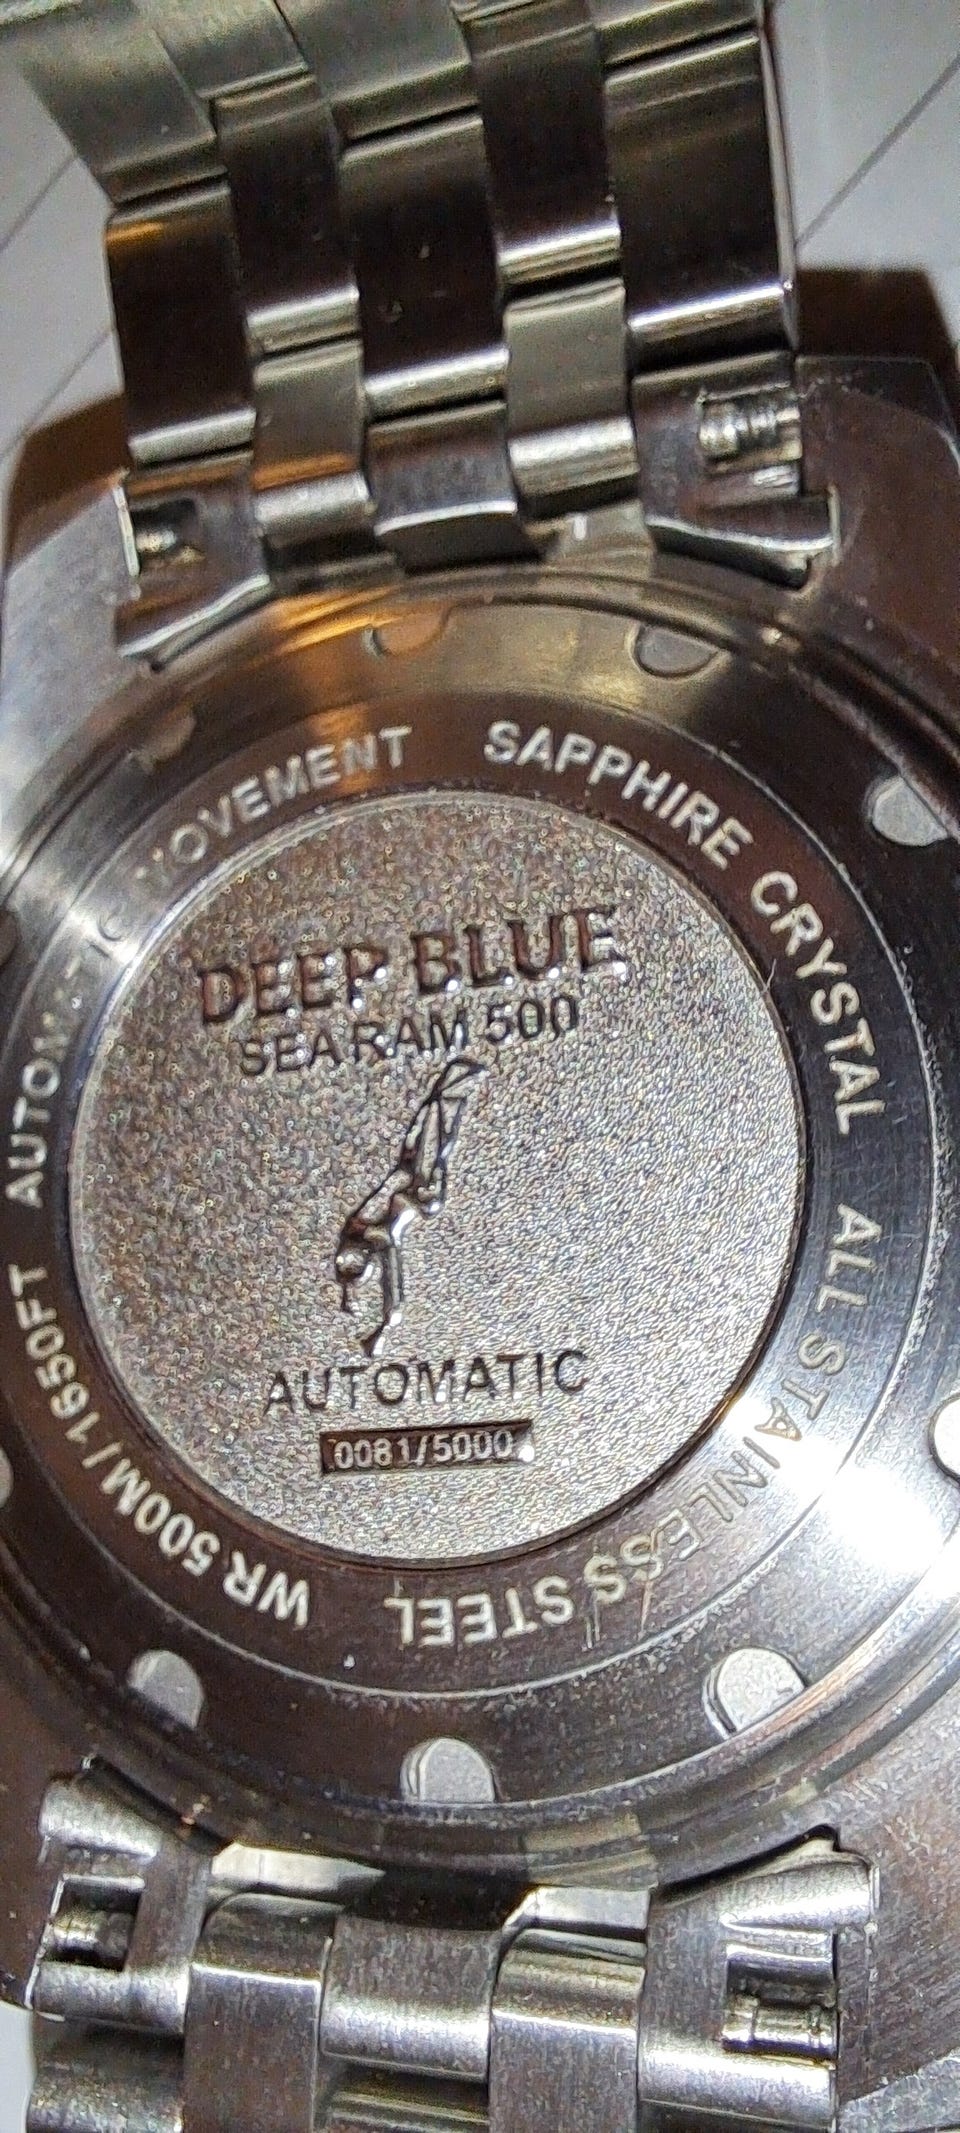 DEEP BLUE
SEA RAM 500
AUTOMATIC
0081/5000
AUTOMATIC MOVEMENT SAPPHIRE CRYSTAL ALL STAINLESS STEEL WR 500M/1650FT